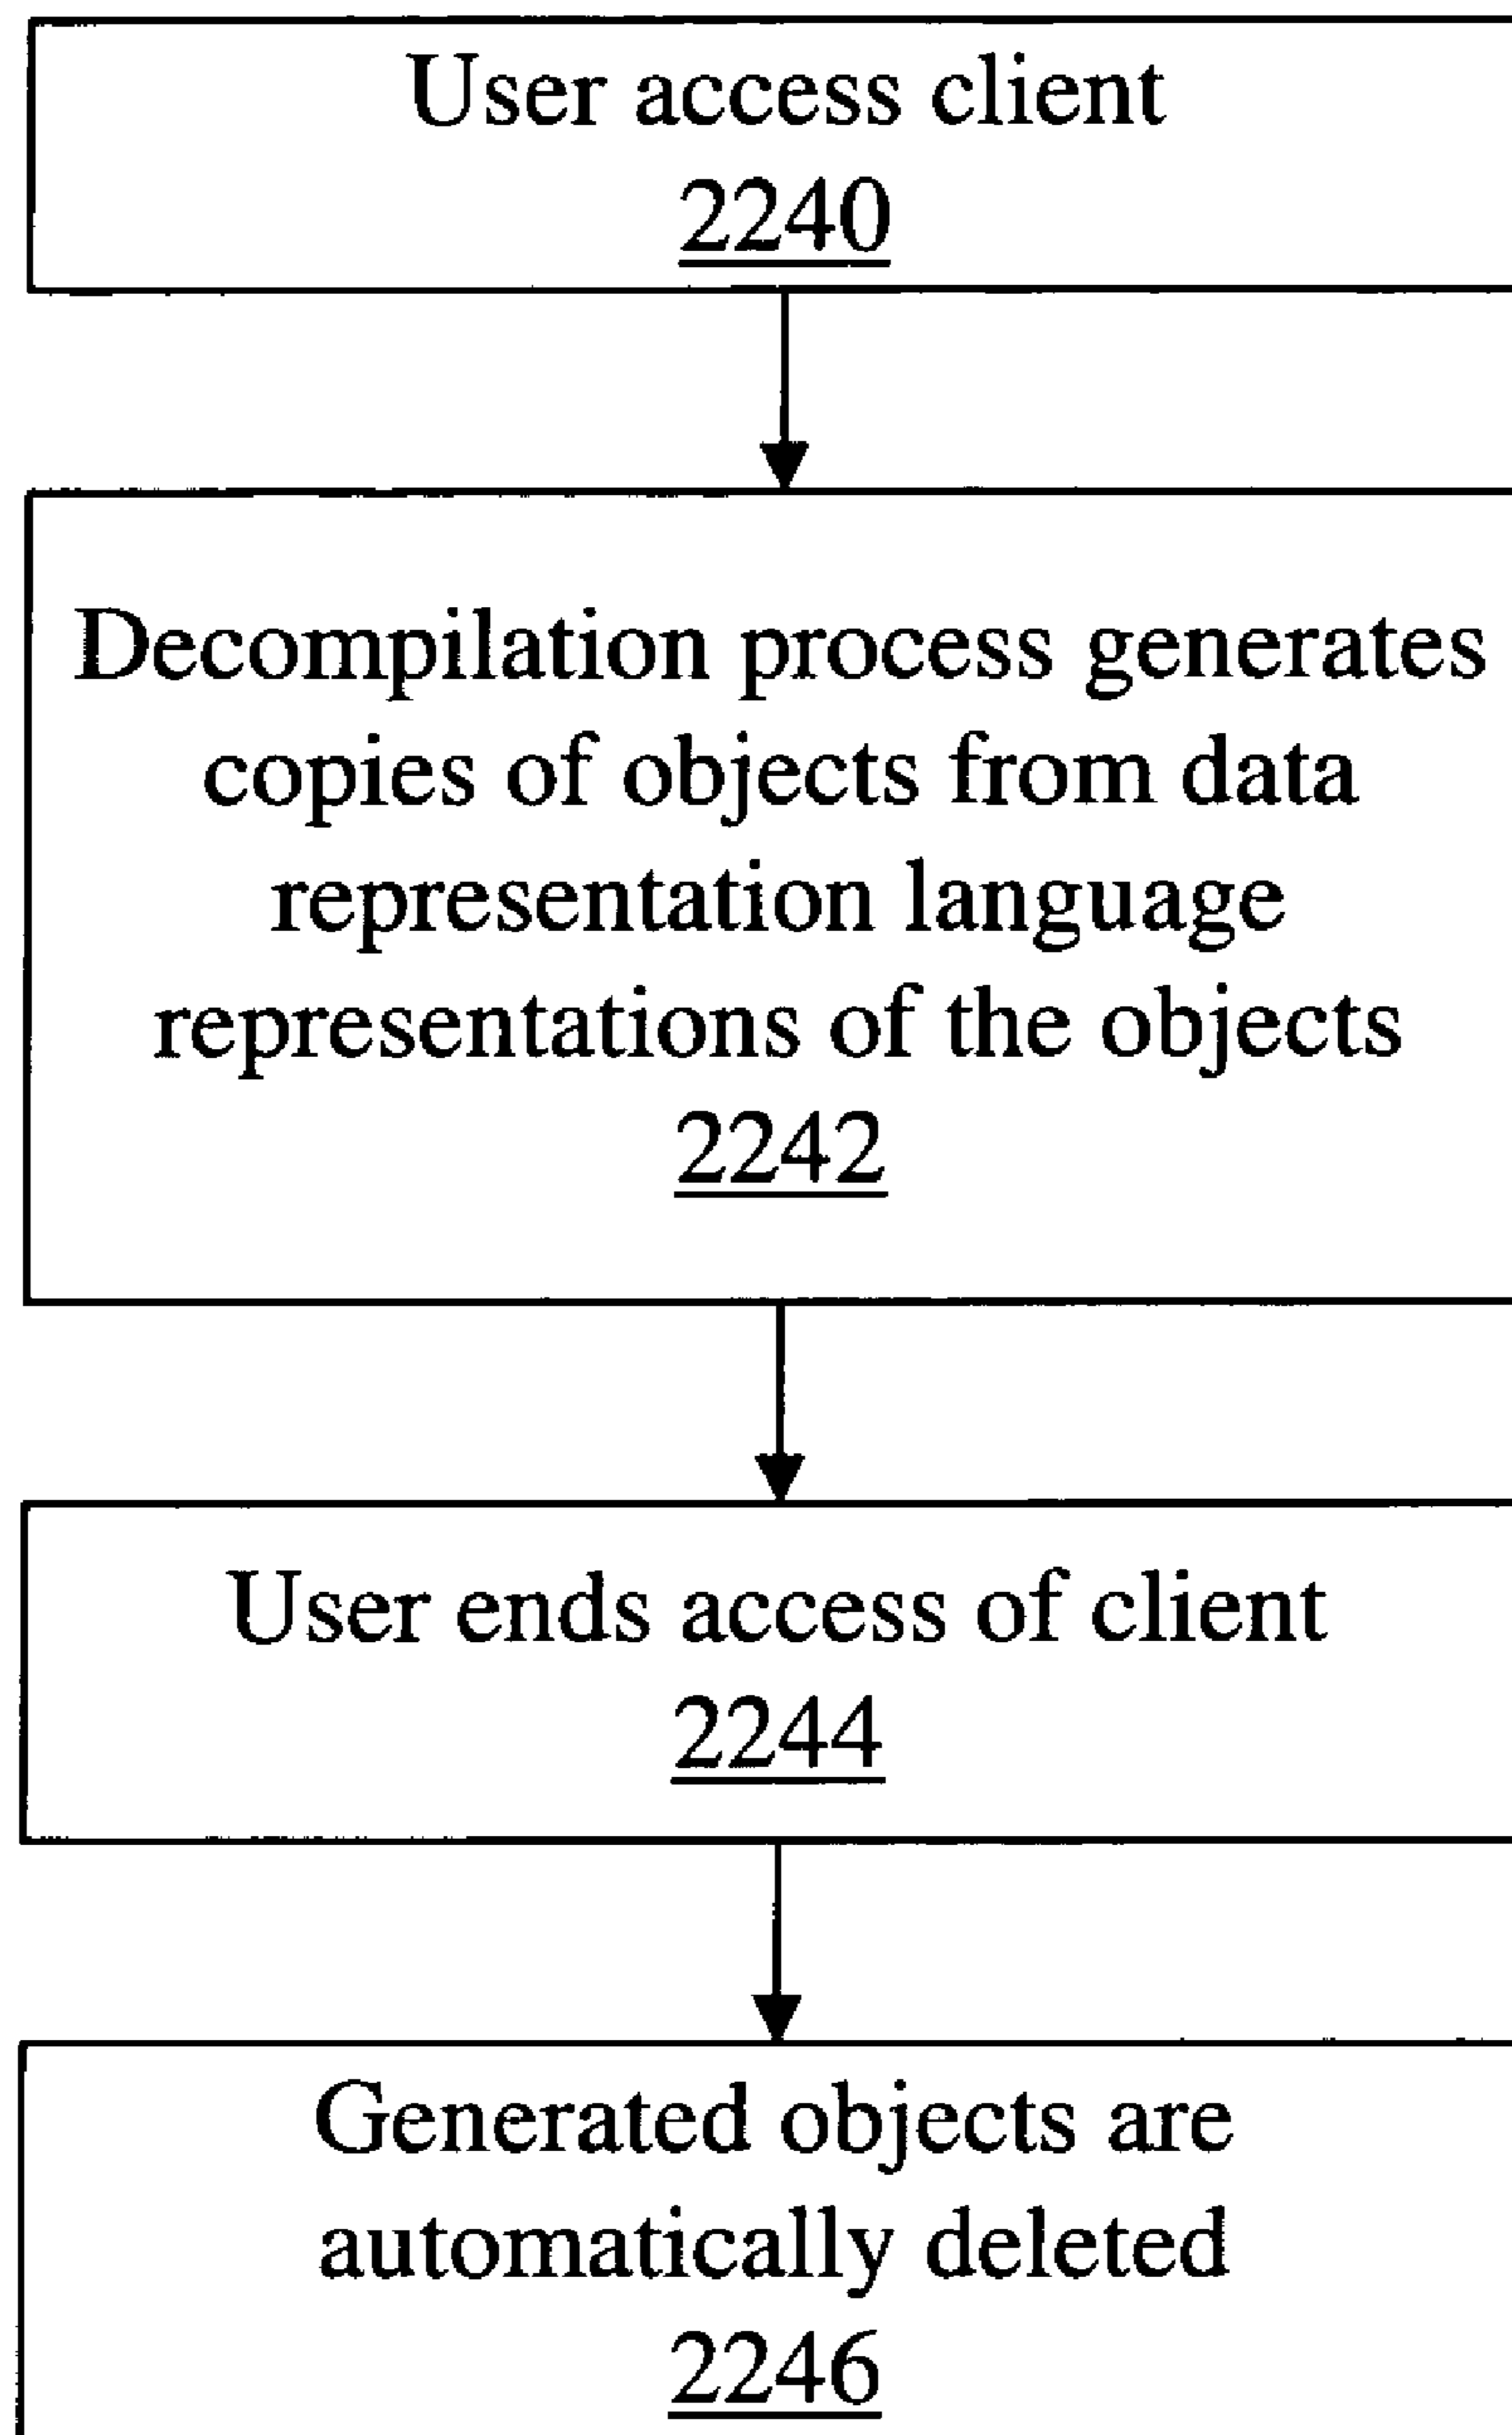 User access client
2240
Decompilation process generates
copies of objects from data
representation language
representations of the objects
2242
User ends access of client
2244
Generated objects are
automatically deleted
2246